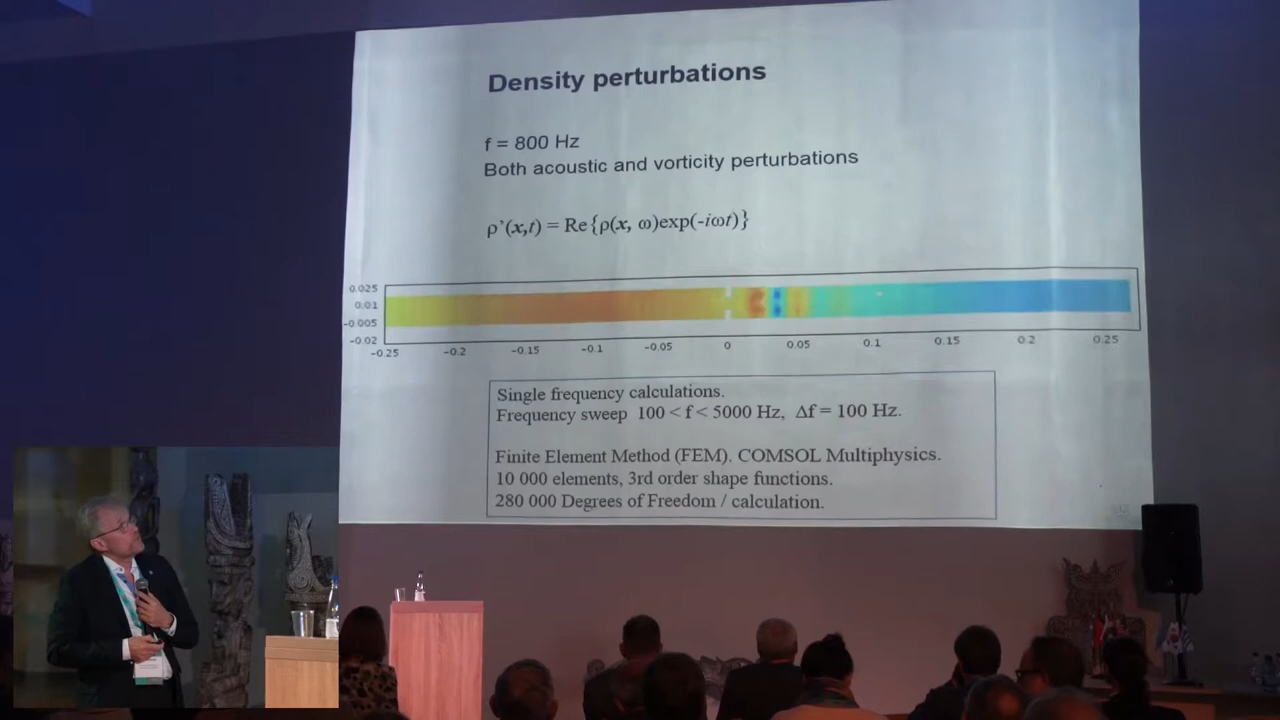 Density perturbations
f = 800 Hz
Both acoustic and vorticity perturbations
ρ’(x,t) = Re{ρ(x, ω)exp(-iωt)}
0.025
0.01
-0.005
-0.02
-0.25 -0.2 -0.15 -0.1 -0.05 0 0.05 0.1 0.15 0.2 0.25
Single frequency calculations.
Frequency sweep 100 < f < 5000 Hz, Δf = 100 Hz.
Finite Element Method (FEM). COMSOL Multiphysics.
10 000 elements, 3rd order shape functions.
280 000 Degrees of Freedom / calculation.